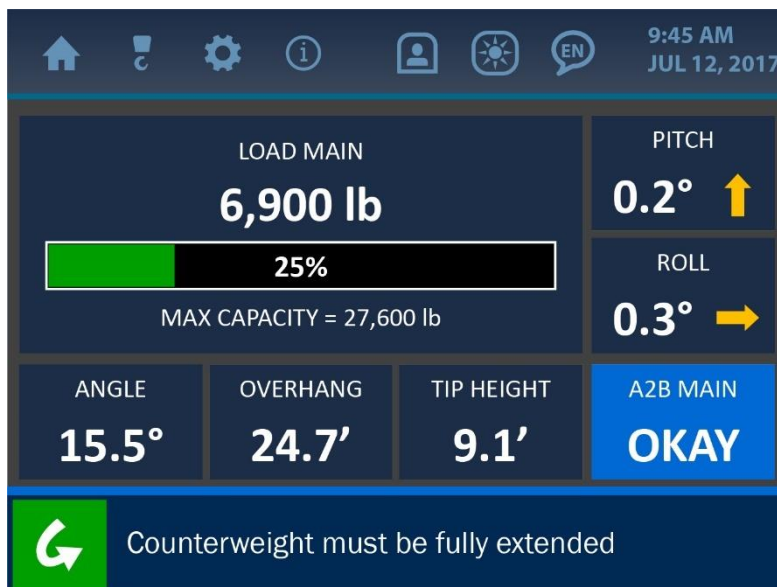 EN
9:45 AM
JUL 12, 2017
LOAD MAIN
6,900 lb
25%
MAX CAPACITY = 27,600 lb
PITCH
0.2°
ROLL
0.3°
ANGLE
15.5°
OVERHANG
24.7’
TIP HEIGHT
9.1’
A2B MAIN
OKAY
Counterweight must be fully extended